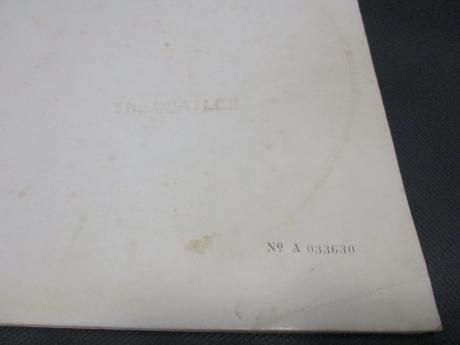 The BEATLES
Nº A 033630